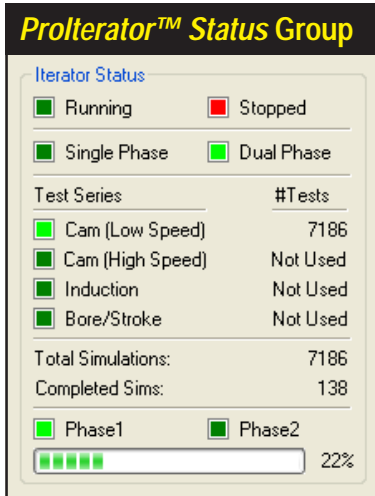 ProIterator™ Status Group
Iterator Status
Running Stopped
Single Phase Dual Phase
Test Series #Tests
Cam (Low Speed) 7186
Cam (High Speed) Not Used
Induction Not Used
Bore/Stroke Not Used
Total Simulations: 7186
Completed Sims: 138
Phase1 Phase2
22%